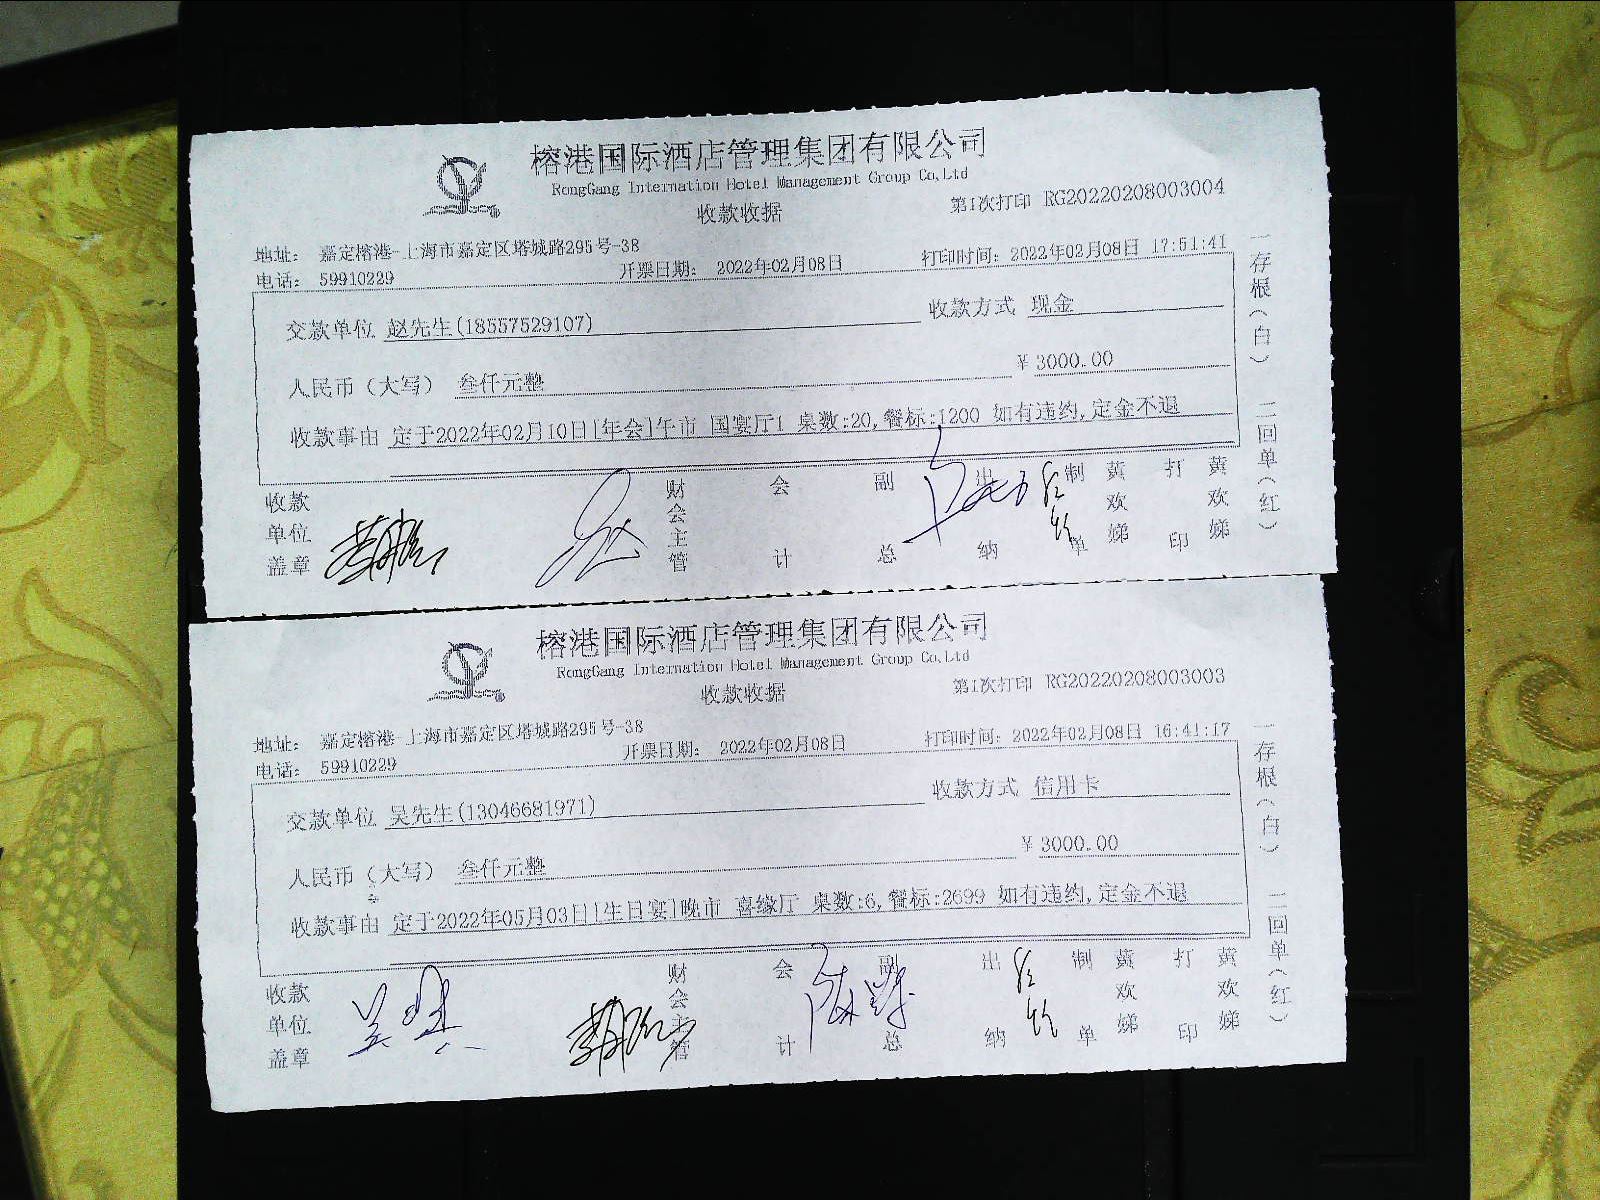 榕港国际酒店管理集团有限公司
RongGang Internation Hotel Management Group Co,Ltd
收款收据
第1次打印 RG20220208003004
地址： 嘉定榕港-上海市嘉定区塔城路295号-38
电话： 59910229
开票日期： 2022年02月08日
打印时间：2022年02月08日 17:51:41
交款单位 赵先生(18557529107)
收款方式 现金
人民币（大写） 叁仟元整
￥3000.00
收款事由 定于2022年02月10日[年会]午市 国宴厅1 桌数:20,餐标:1200 如有违约,定金不退
收款单位盖章
财会主管
会计
副总
出纳
制单
黄欢娣
打印
黄欢娣
一存根（白） 二回单（红）
榕港国际酒店管理集团有限公司
RongGang Internation Hotel Management Group Co,Ltd
收款收据
第1次打印 RG20220208003003
地址： 嘉定榕港-上海市嘉定区塔城路295号-38
电话： 59910229
开票日期： 2022年02月08日
打印时间：2022年02月08日 16:41:17
交款单位 吴先生(13046681971)
收款方式 信用卡
人民币（大写） 叁仟元整
￥3000.00
收款事由 定于2022年05月03日[生日宴]晚市 喜缘厅 桌数:6,餐标:2699 如有违约,定金不退
收款单位盖章
财会主管
会计
副总
出纳
制单
黄欢娣
打印
黄欢娣
一存根（白） 二回单（红）